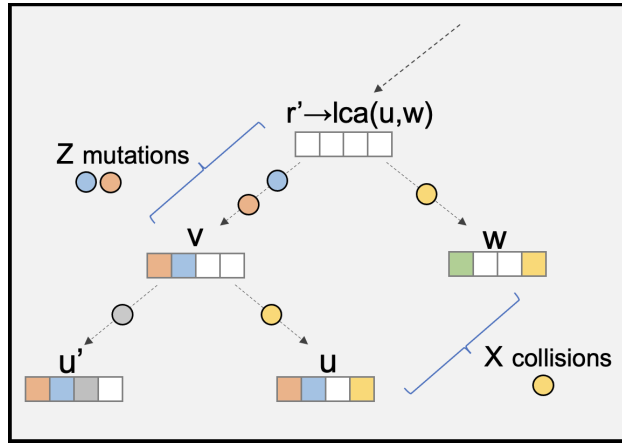 r'→lca(u,w)
Z mutations
v
w
u'
u
X collisions